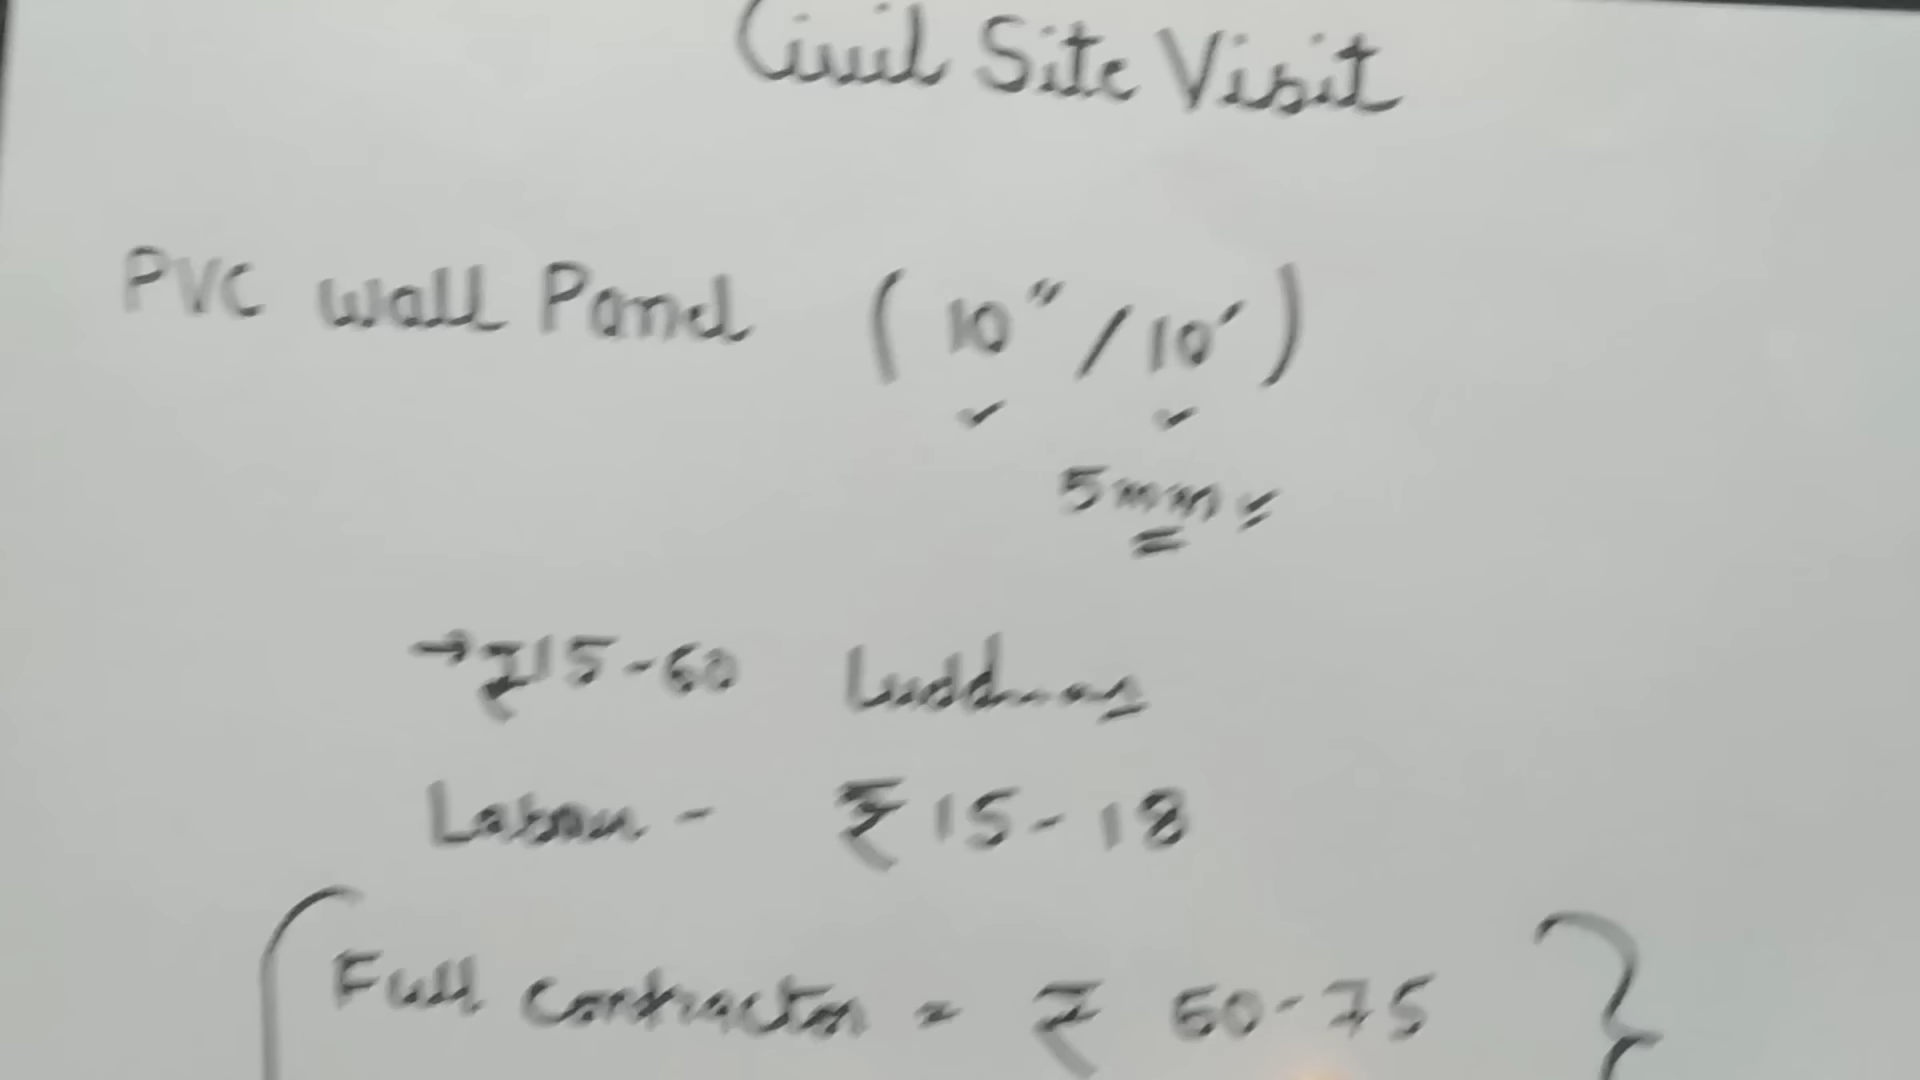 Civil Site Visit
PVC wall Panel (10"/10')
5mm
→ ₹15-60
Labour - ₹ 15-18
Full contractor = ₹ 60-75